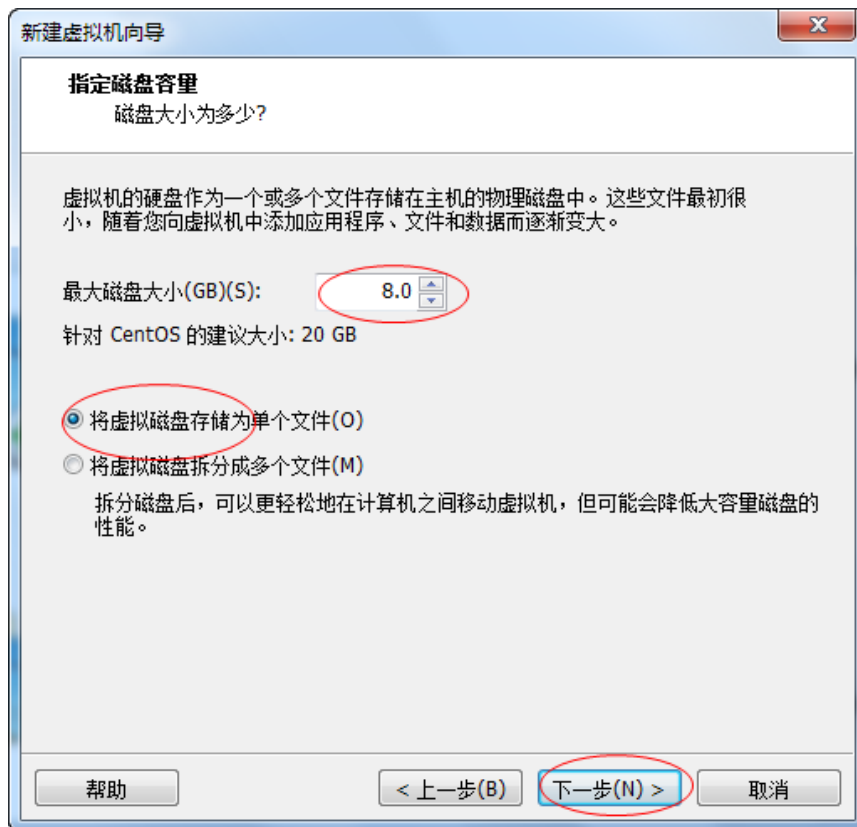 新建虚拟机向导
指定磁盘容量
磁盘大小为多少?
虚拟机的硬盘作为一个或多个文件存储在主机的物理磁盘中。这些文件最初很
小，随着您向虚拟机中添加应用程序、文件和数据而逐渐变大。
最大磁盘大小(GB)(S): 8.0
针对 CentOS 的建议大小: 20 GB
将虚拟磁盘存储为单个文件(O)
将虚拟磁盘拆分成多个文件(M)
拆分磁盘后，可以更轻松地在计算机之间移动虚拟机，但可能会降低大容量磁盘的
性能。
帮助 < 上一步(B) 下一步(N) > 取消